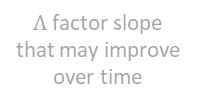 Λ factor slope
that may improve
over time